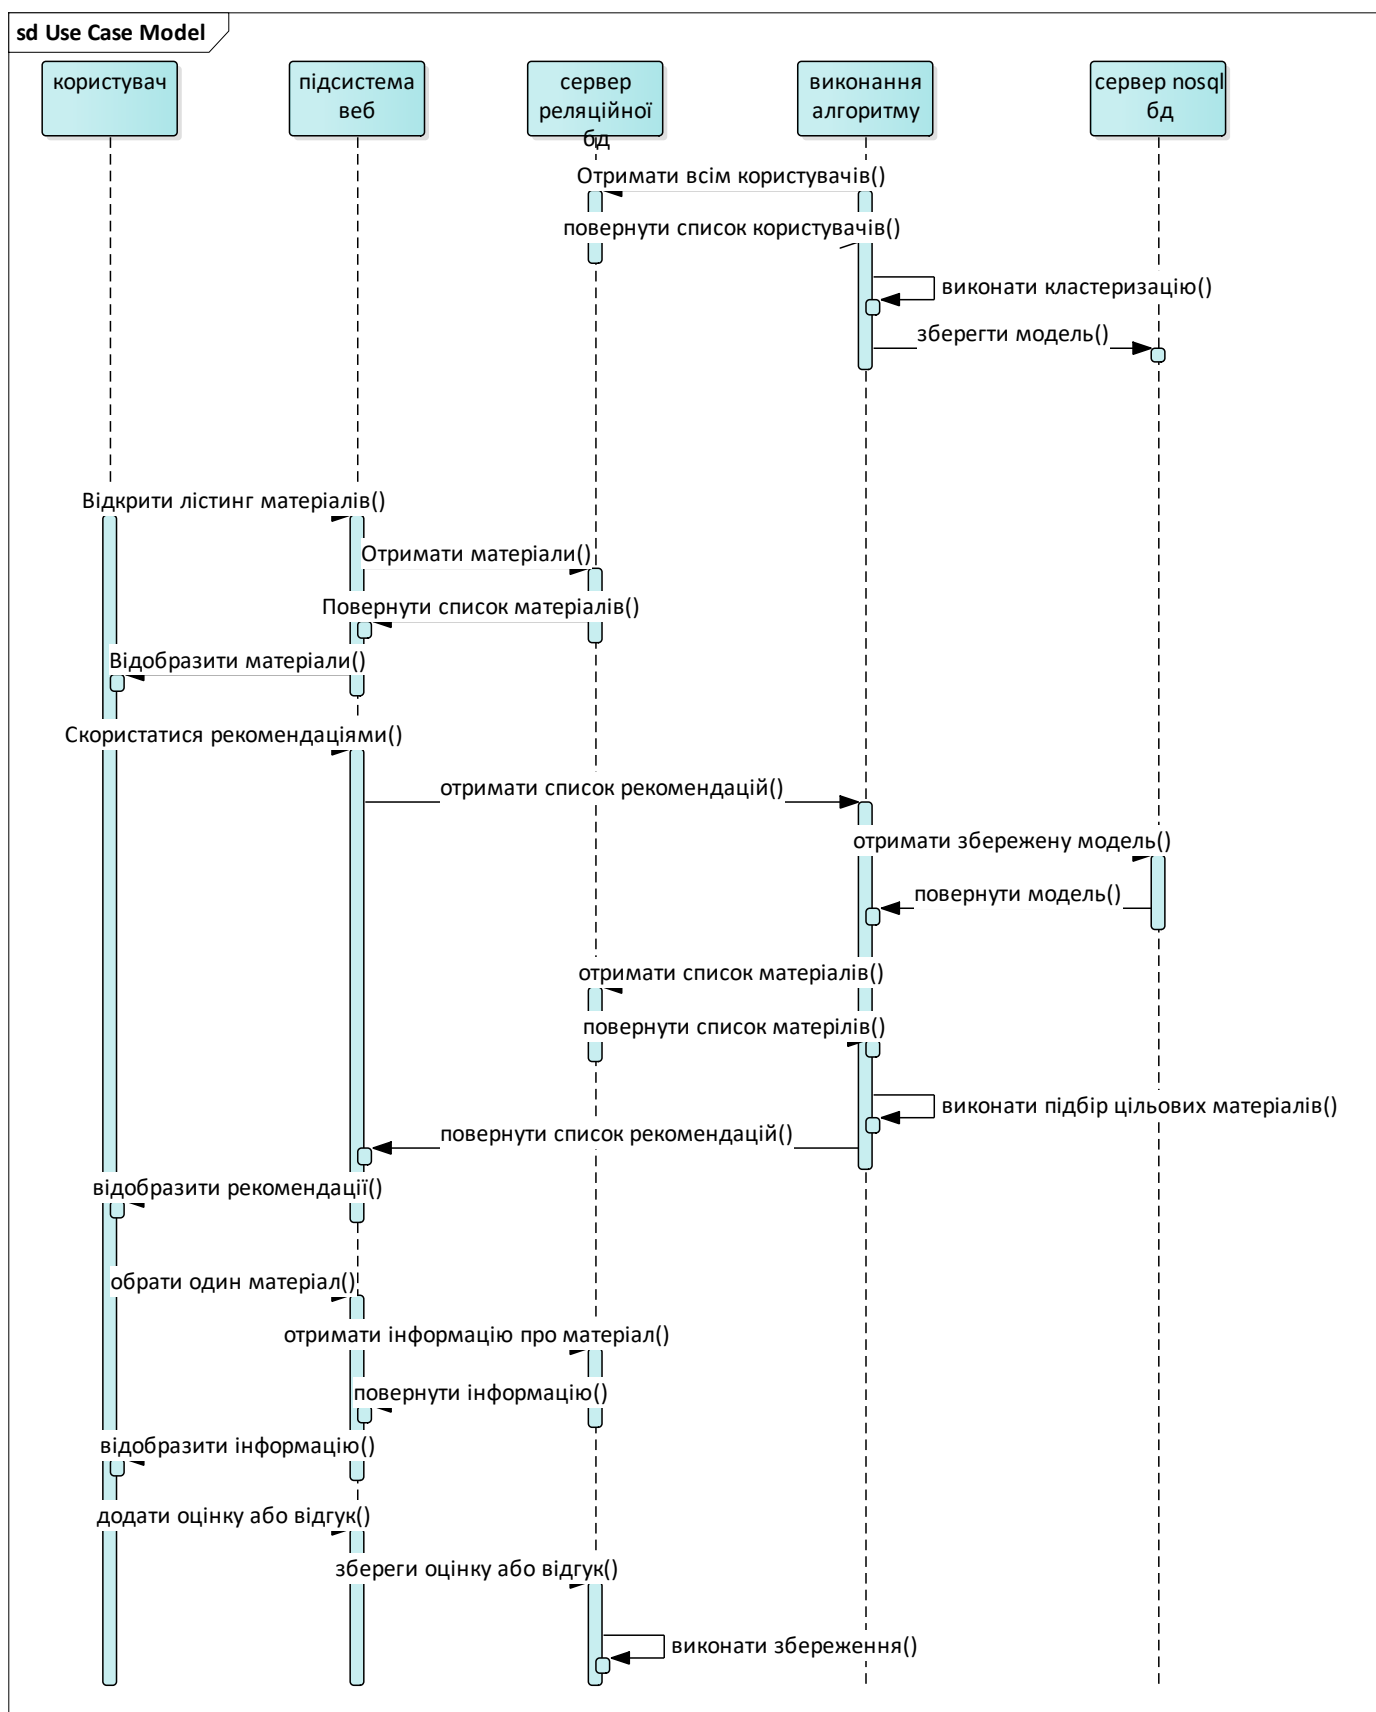 sd Use Case Model
користувач
підсистема
веб
сервер
реляційної
бд
виконання
алгоритму
сервер nosql
бд
Отримати всім користувачів()
повернути список користувачів()
виконати кластеризацію()
зберегти модель()
Відкрити лістинг матеріалів()
Отримати матеріали()
Повернути список матеріалів()
Відобразити матеріали()
Скористатися рекомендаціями()
отримати список рекомендацій()
отримати збережену модель()
повернути модель()
отримати список матеріалів()
повернути список матерілів()
виконати підбір цільових матеріалів()
повернути список рекомендацій()
відобразити рекомендації()
обрати один матеріал()
отримати інформацію про матеріал()
повернути інформацію()
відобразити інформацію()
додати оцінку або відгук()
збереги оцінку або відгук()
виконати збереження()